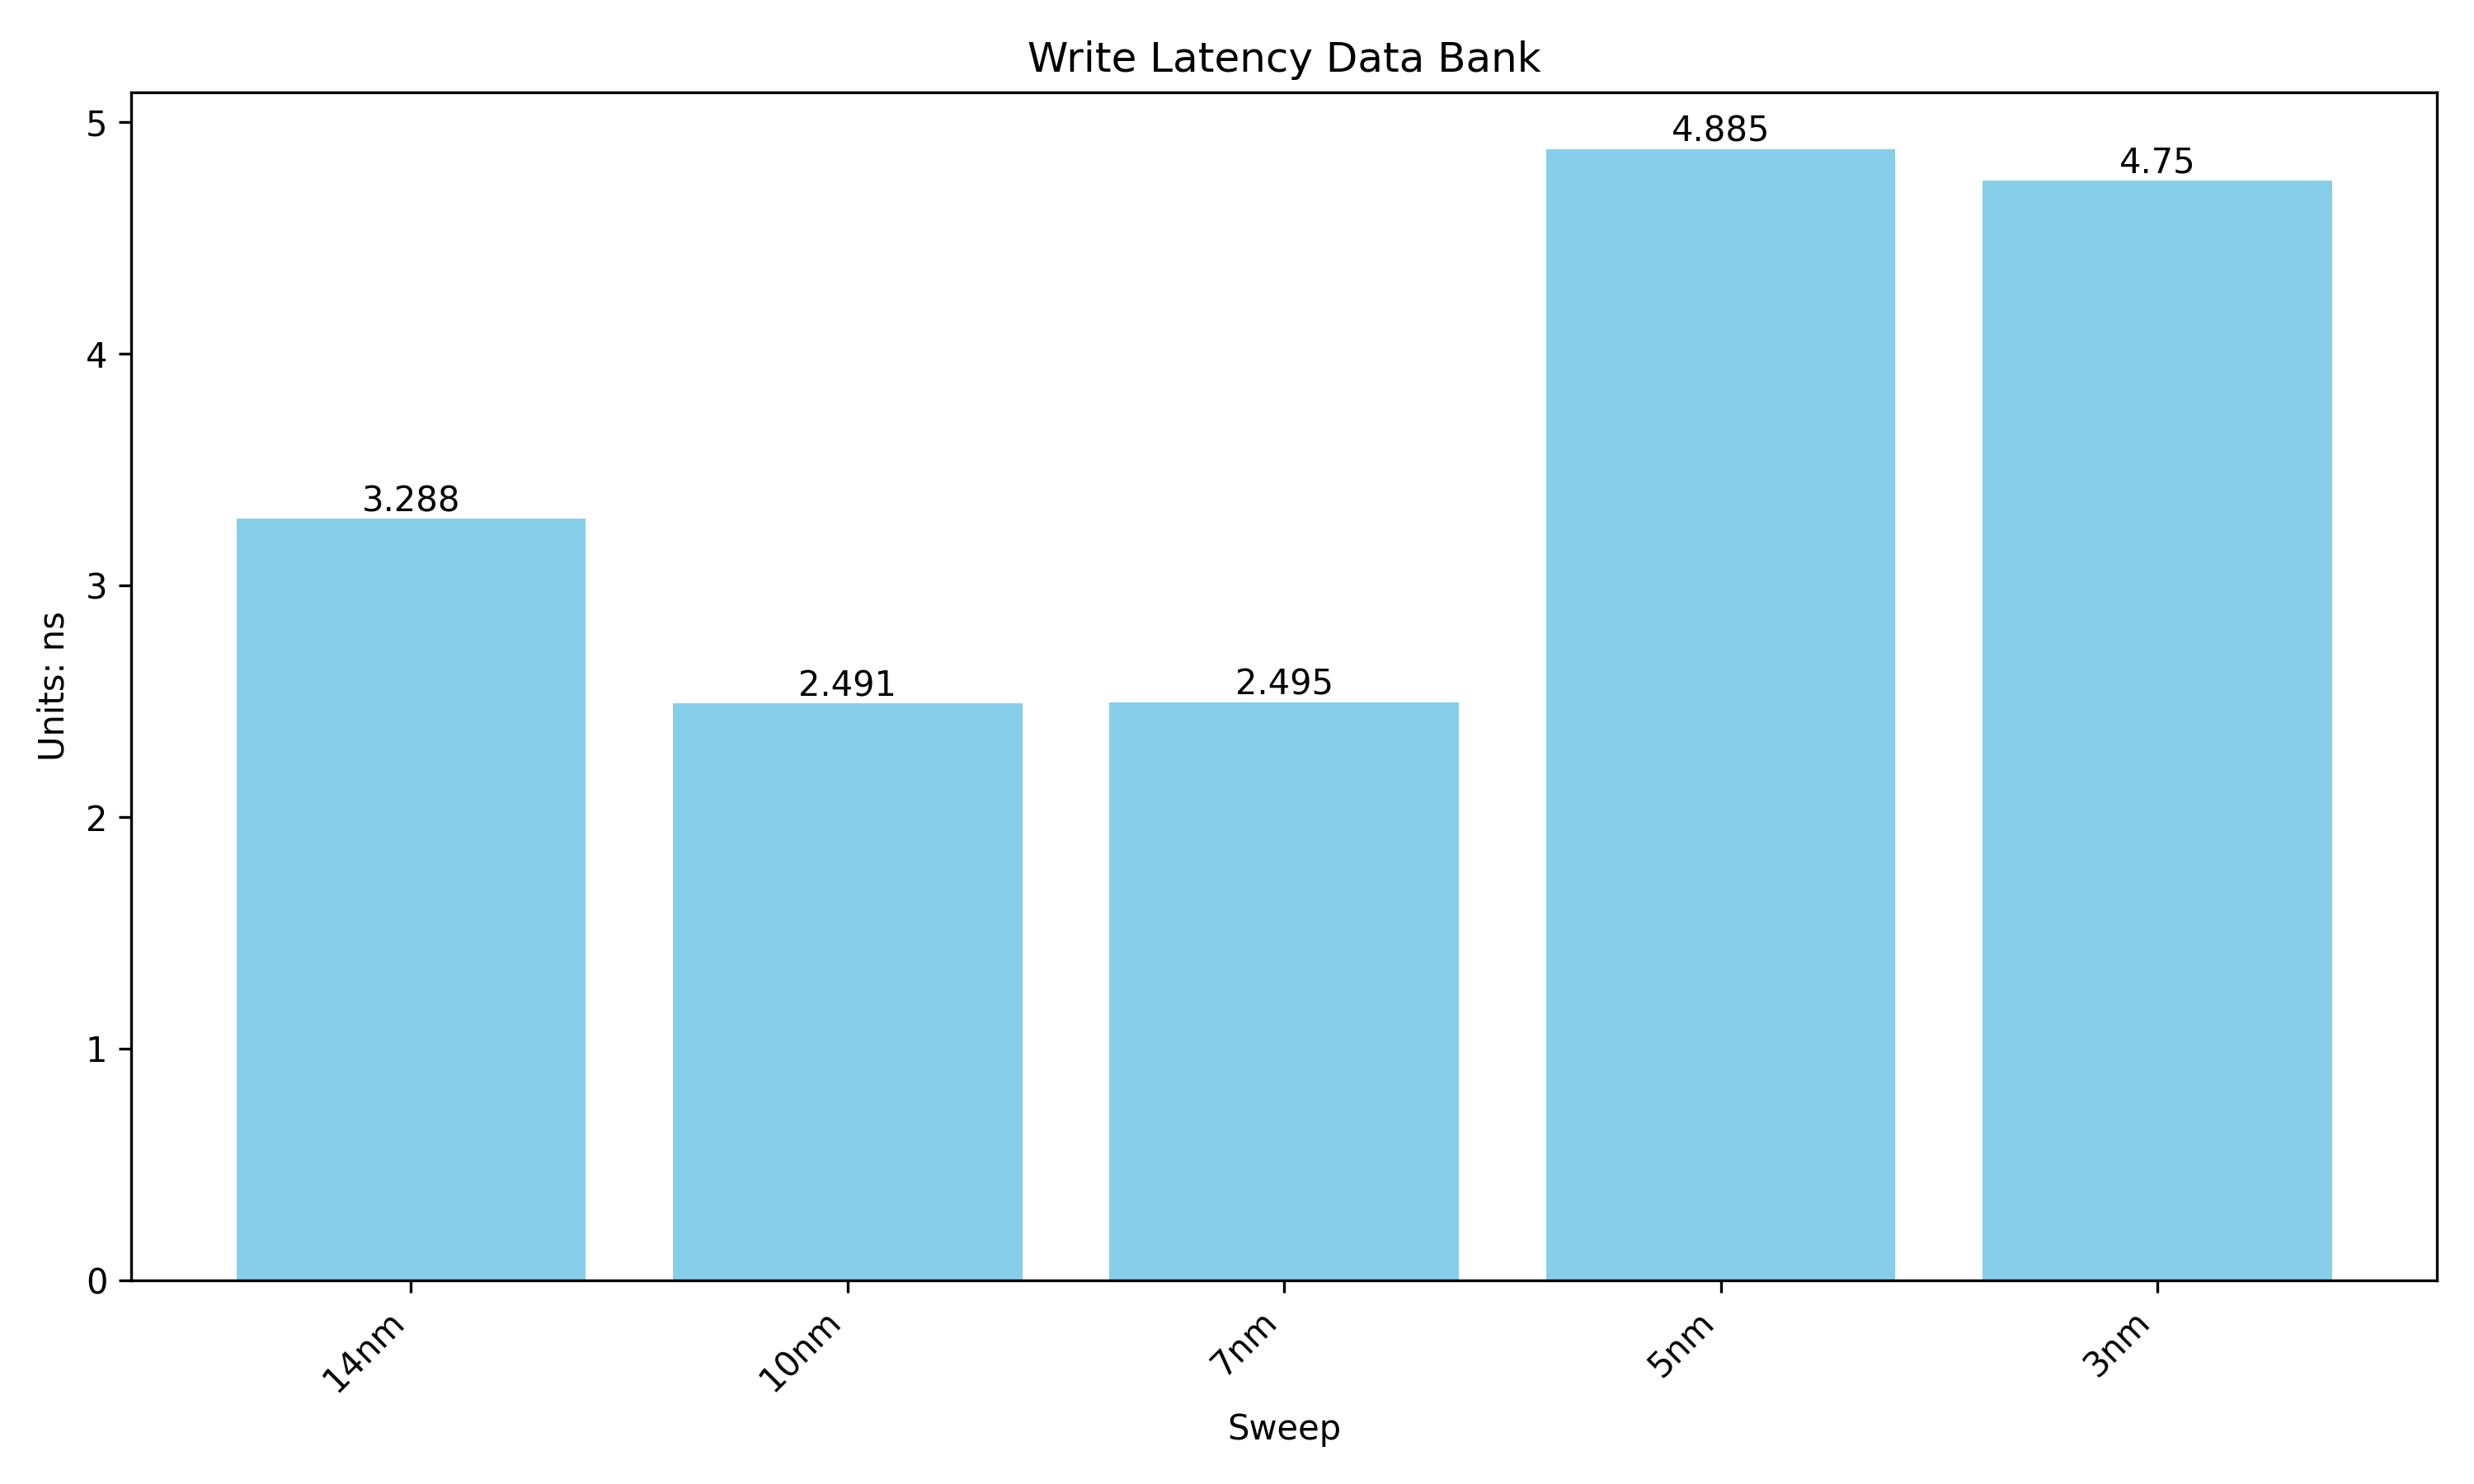 Write Latency Data Bank
5
4
3
2
1
0
Units: ns
3.288
2.491
2.495
4.885
4.75
14nm
10nm
7nm
5nm
3nm
Sweep